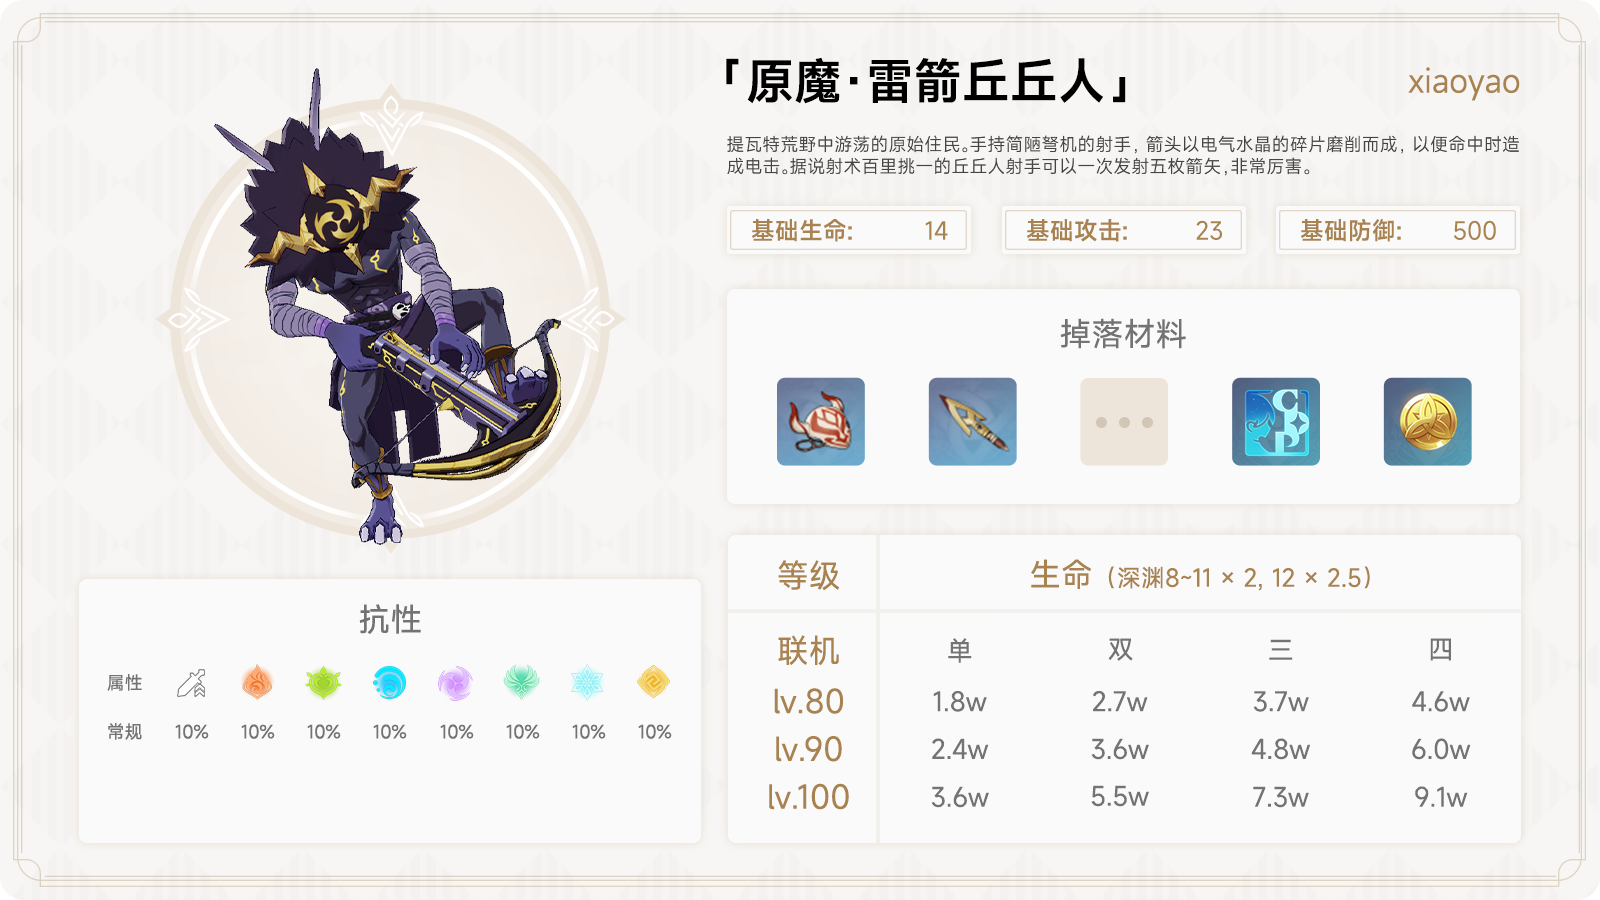 「原魔·雷箭丘丘人」
xiaoyao
提瓦特荒野中游荡的原始住民。手持简陋弩机的射手，箭头以电气水晶的碎片磨削而成，以便命中时造
成电击。据说射术百里挑一的丘丘人射手可以一次发射五枚箭矢，非常厉害。
基础生命: 14
基础攻击: 23
基础防御: 500
掉落材料
抗性
属性
常规 10% 10% 10% 10% 10% 10% 10% 10%
等级 生命（深渊8~11 × 2, 12 × 2.5）
联机 单 双 三 四
lv.80 1.8w 2.7w 3.7w 4.6w
lv.90 2.4w 3.6w 4.8w 6.0w
lv.100 3.6w 5.5w 7.3w 9.1w